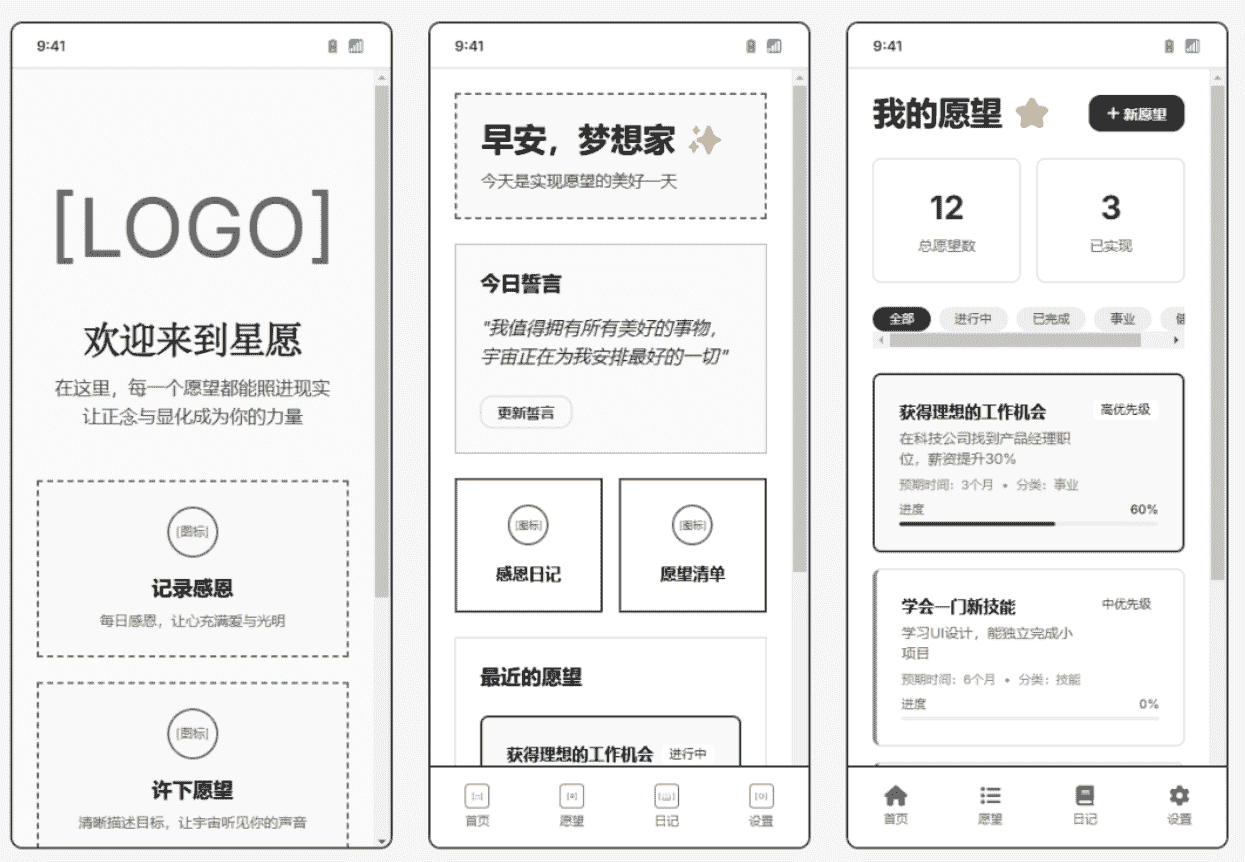 9:41
[LOGO]
欢迎来到星愿
在这里，每一个愿望都能照进现实
让正念与显化成为你的力量
[图标]
记录感恩
每日感恩，让心充满爱与光明
[图标]
许下愿望
清晰描述目标，让宇宙听见你的声音
9:41
早安，梦想家
今天是实现愿望的美好一天
今日誓言
"我值得拥有所有美好的事物，
宇宙正在为我安排最好的一切"
更新誓言
[图标]
感恩日记
[图标]
愿望清单
最近的愿望
获得理想的工作机会 进行中
首页 愿望 日记 设置
9:41
我的愿望 +新愿望
12 3
总愿望数 已实现
全部 进行中 已完成 事业
获得理想的工作机会 高优先级
在科技公司找到产品经理职
位，薪资提升30%
预期时间：3个月 • 分类：事业
进度 60%
学会一门新技能 中优先级
学习UI设计，能独立完成小
项目
预期时间：6个月 • 分类：技能
进度 0%
首页 愿望 日记 设置